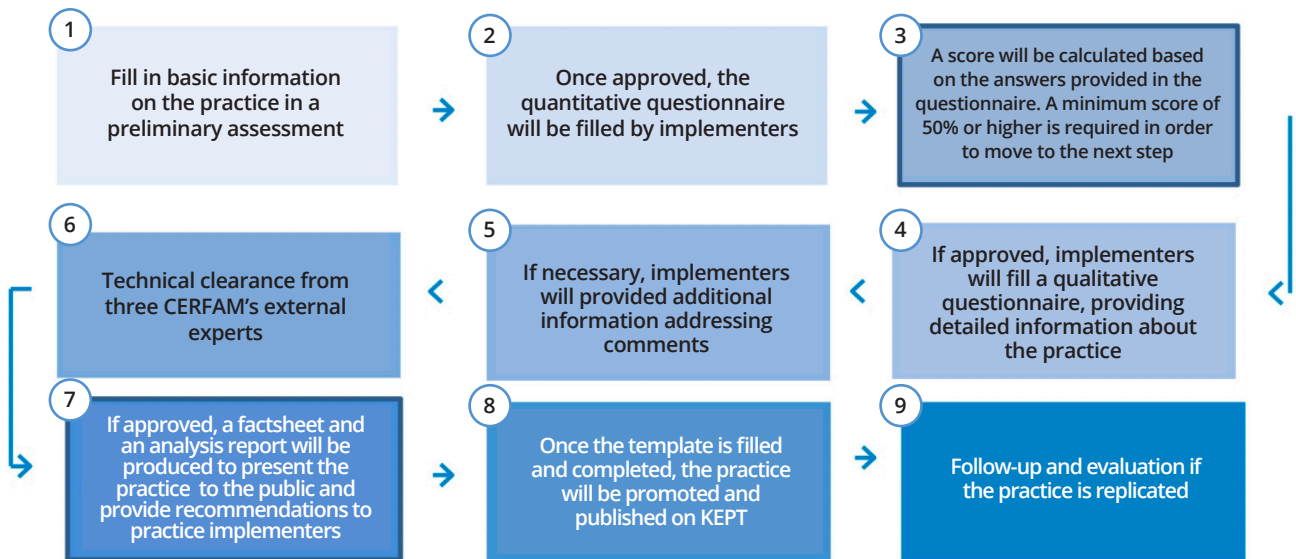 1
Fill in basic information
on the practice in a
preliminary assessment
2
Once approved, the
quantitative questionnaire
will be filled by implementers
3
A score will be calculated based
on the answers provided in the
questionnaire. A minimum score of
50% or higher is required in order
to move to the next step
4
If approved, implementers
will fill a qualitative
questionnaire, providing
detailed information about
the practice
5
If necessary, implementers
will provided additional
information addressing
comments
6
Technical clearance from
three CERFAM's external
experts
7
If approved, a factsheet and
an analysis report will be
produced to present the
practice to the public and
provide recommendations to
practice implementers
8
Once the template is filled
and completed, the practice
will be promoted and
published on KEPT
9
Follow-up and evaluation if
the practice is replicated